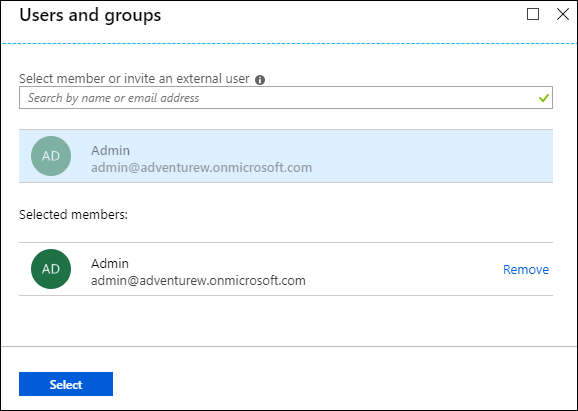 Users and groups
Select member or invite an external user
Search by name or email address
AD
Admin
admin@adventurew.onmicrosoft.com
Selected members:
AD
Admin
admin@adventurew.onmicrosoft.com
Remove
Select